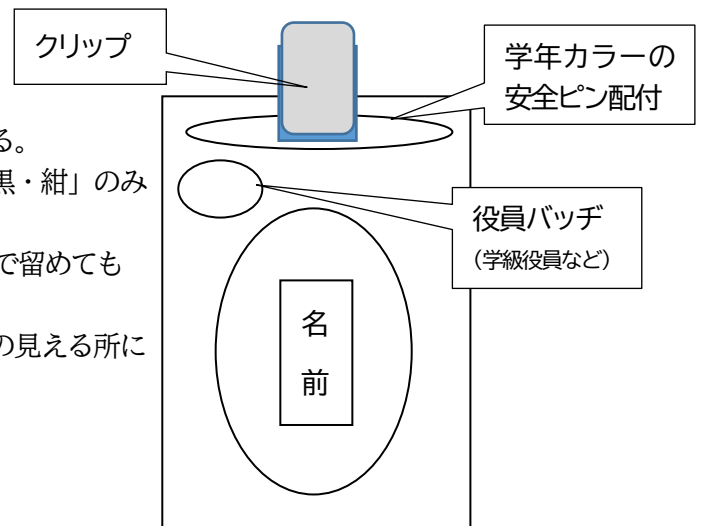 クリップ
学年カラーの
安全ピン配付
る。
黒・紺」のみ
役員バッヂ
(学級役員など)
で留めても
の見える所に
名
前